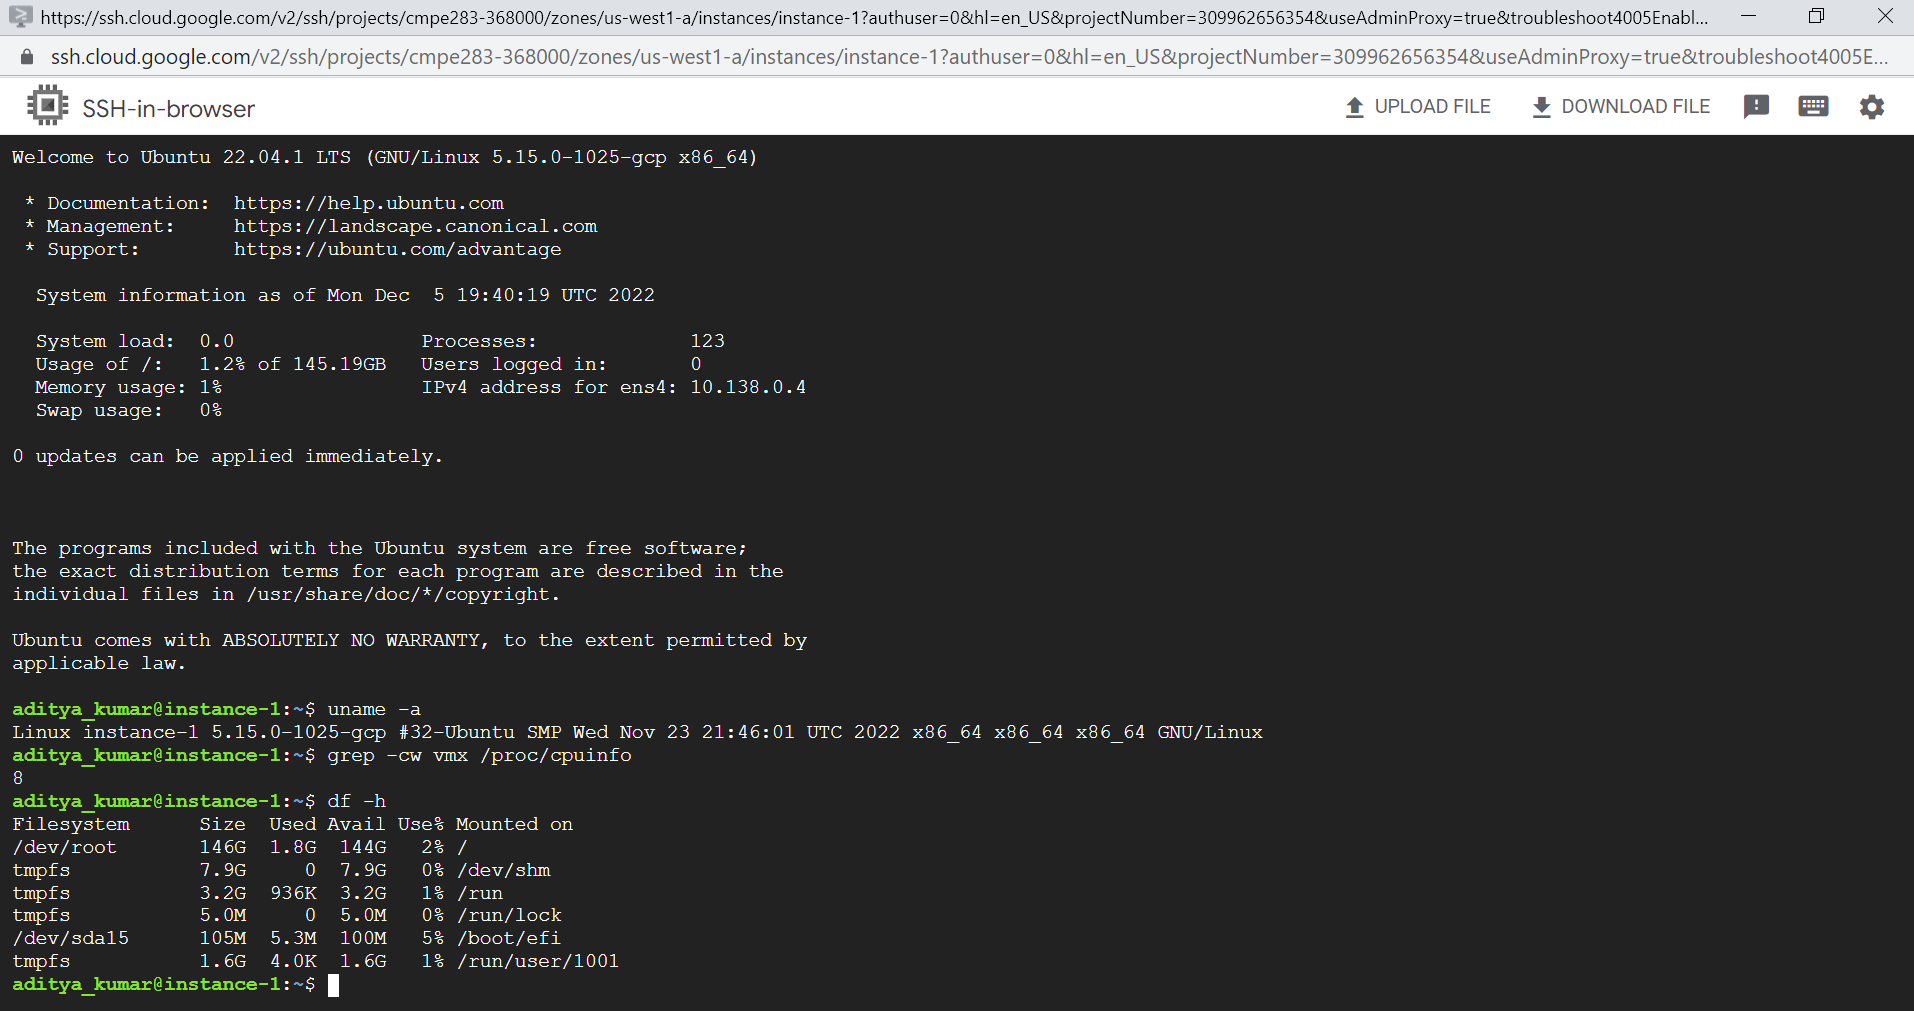 https://ssh.cloud.google.com/v2/ssh/projects/cmpe283-368000/zones/us-west1-a/instances/instance-1?authuser=0&hl=en_US&projectNumber=309962656354&useAdminProxy=true&troubleshoot4005Enabl...
ssh.cloud.google.com/v2/ssh/projects/cmpe283-368000/zones/us-west1-a/instances/instance-1?authuser=0&hl=en_US&projectNumber=309962656354&useAdminProxy=true&troubleshoot4005E...
SSH-in-browser UPLOAD FILE DOWNLOAD FILE
Welcome to Ubuntu 22.04.1 LTS (GNU/Linux 5.15.0-1025-gcp x86_64)
* Documentation: https://help.ubuntu.com
* Management: https://landscape.canonical.com
* Support: https://ubuntu.com/advantage
System information as of Mon Dec 5 19:40:19 UTC 2022
System load: 0.0 Processes: 123
Usage of /: 1.2% of 145.19GB Users logged in: 0
Memory usage: 1% IPv4 address for ens4: 10.138.0.4
Swap usage: 0%
0 updates can be applied immediately.
The programs included with the Ubuntu system are free software;
the exact distribution terms for each program are described in the
individual files in /usr/share/doc/*/copyright.
Ubuntu comes with ABSOLUTELY NO WARRANTY, to the extent permitted by
applicable law.
aditya_kumar@instance-1:~$ uname -a
Linux instance-1 5.15.0-1025-gcp #32-Ubuntu SMP Wed Nov 23 21:46:01 UTC 2022 x86_64 x86_64 x86_64 GNU/Linux
aditya_kumar@instance-1:~$ grep -cw vmx /proc/cpuinfo
8
aditya_kumar@instance-1:~$ df -h
Filesystem Size Used Avail Use% Mounted on
/dev/root 146G 1.8G 144G 2% /
tmpfs 7.9G 0 7.9G 0% /dev/shm
tmpfs 3.2G 936K 3.2G 1% /run
tmpfs 5.0M 0 5.0M 0% /run/lock
/dev/sda15 105M 5.3M 100M 5% /boot/efi
tmpfs 1.6G 4.0K 1.6G 1% /run/user/1001
aditya_kumar@instance-1:~$